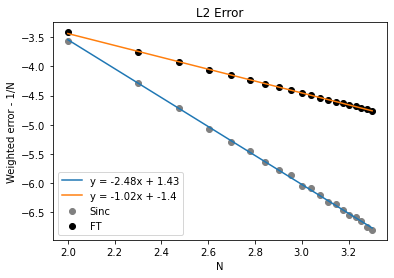 L2 Error
Weighted error - 1/N
−3.5
−4.0
−4.5
−5.0
−5.5
−6.0
−6.5
y = -2.48x + 1.43
y = -1.02x + -1.4
Sinc
FT
2.0 2.2 2.4 2.6 2.8 3.0 3.2
N